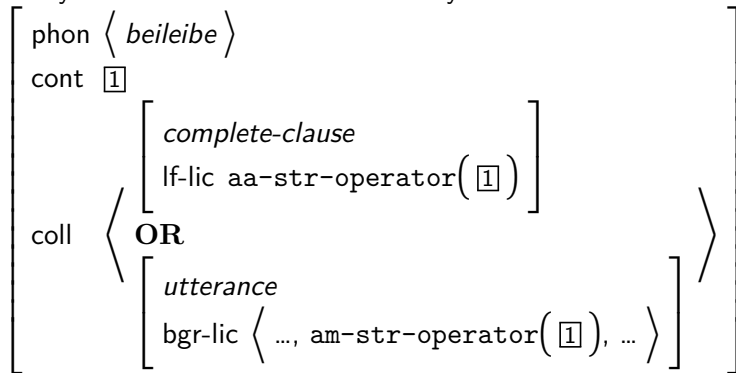 phon ⟨ beileibe ⟩
cont [1]
complete-clause
lf-lic aa-str-operator( [1] )
coll ⟨ OR ⟩
utterance
bgr-lic ⟨ …, am-str-operator( [1] ), … ⟩